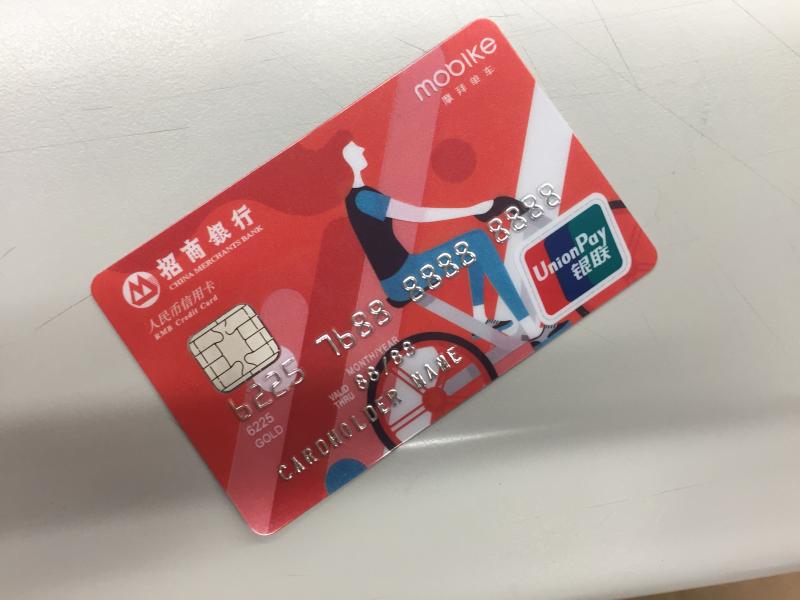 mobike
摩拜单车
招商銀行
CHINA MERCHANTS BANK
人民币信用卡
RMB Credit Card
6225 7688 8888 8888
6225
GOLD
MONTH/YEAR
VALID THRU 88/88
CARDHOLDER NAME
UnionPay
银联